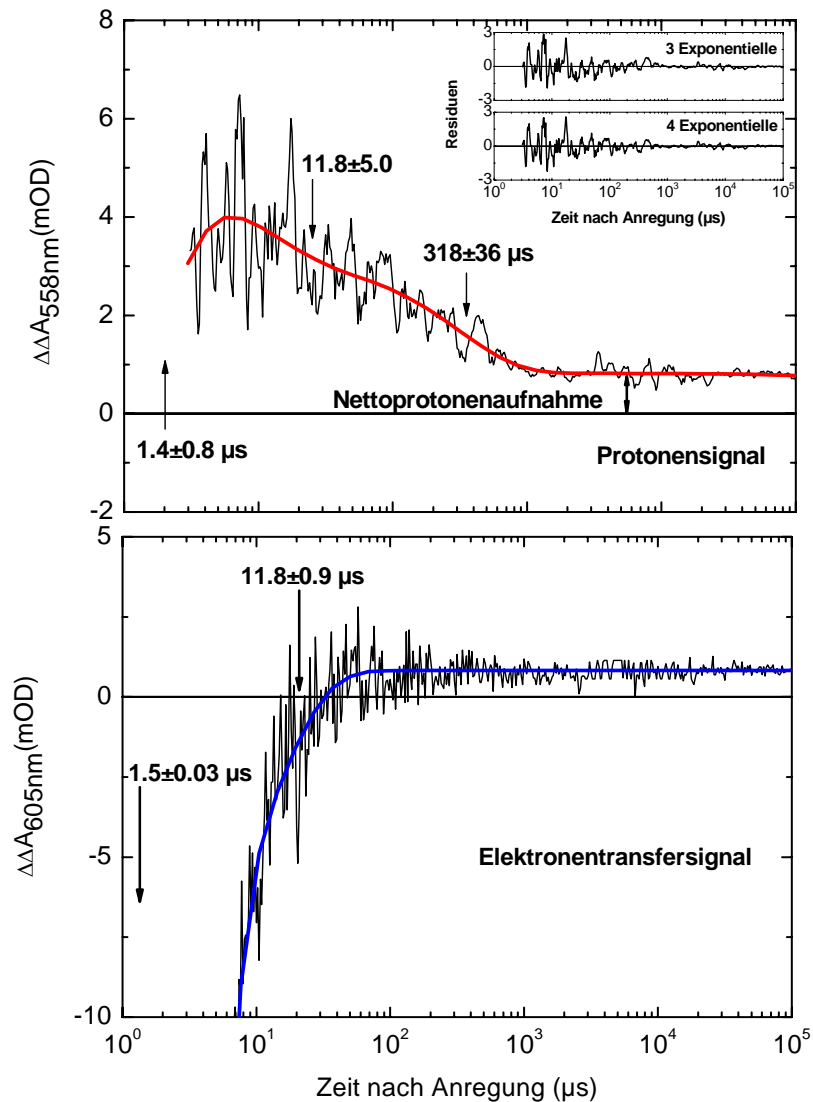 8
6
4
2
0
-2
ΔΔA558nm(mOD)
3
0
-3
3 Exponentielle
3
0
-3
4 Exponentielle
Residuen
10^0 10^1 10^2 10^3 10^4 10^5
Zeit nach Anregung (µs)
11.8±5.0
318±36 µs
Nettoprotonenaufnahme
1.4±0.8 µs
Protonensignal
5
0
-5
-10
ΔΔA605nm(mOD)
11.8±0.9 µs
1.5±0.03 µs
Elektronentransfersignal
10^0 10^1 10^2 10^3 10^4 10^5
Zeit nach Anregung (µs)